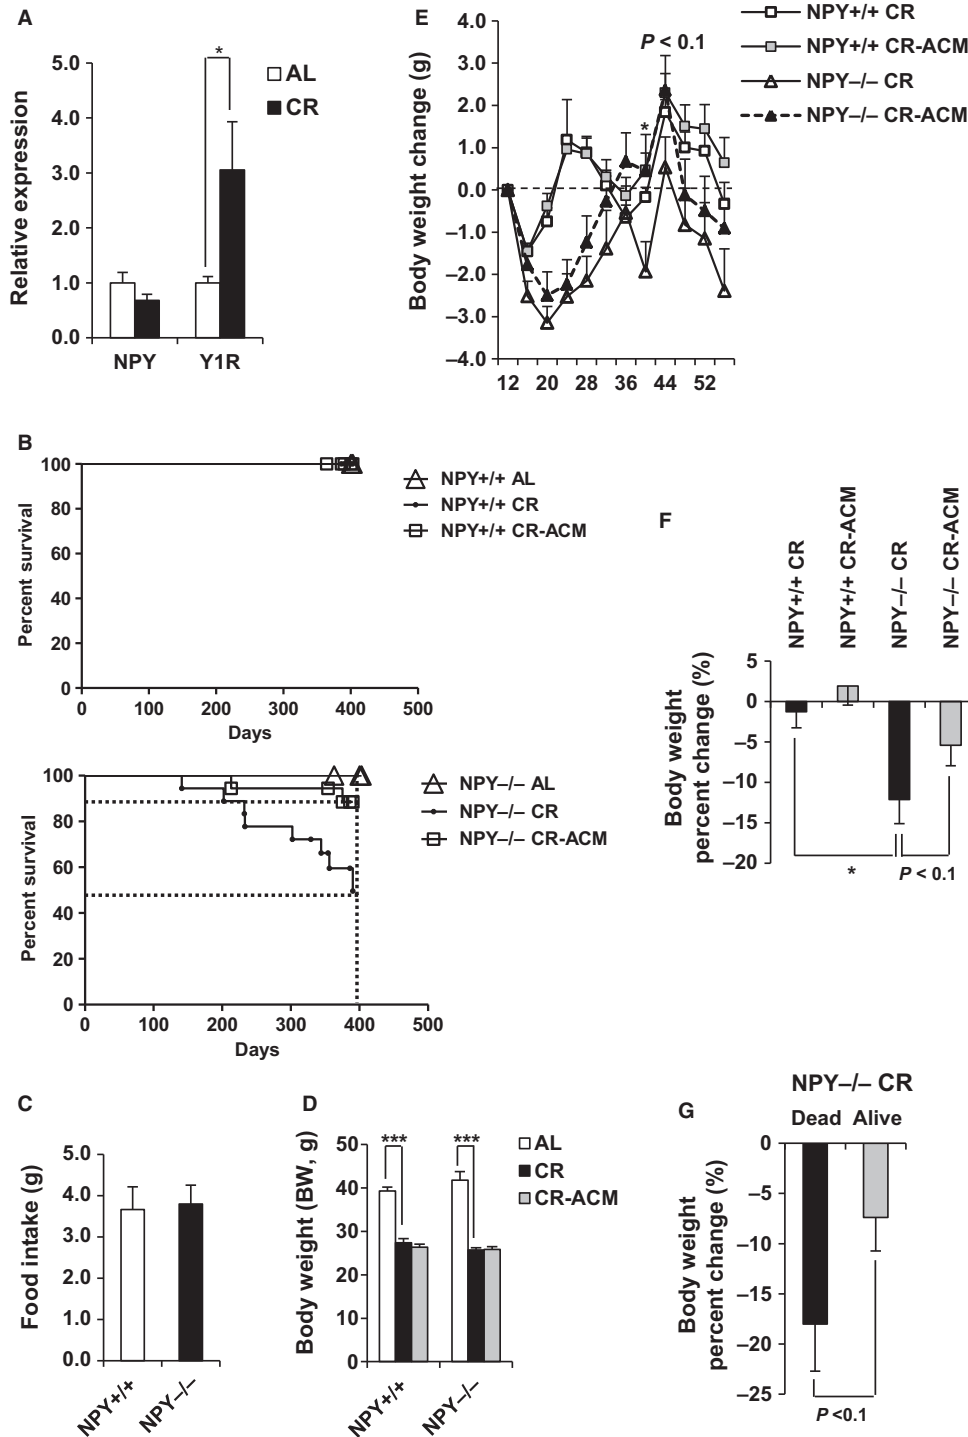 A
Relative expression
5.0
4.0
3.0
2.0
1.0
0.0
*
AL
CR
NPY Y1R
E
Body weight change (g)
4.0
3.0
2.0
1.0
0.0
–1.0
–2.0
–3.0
–4.0
P < 0.1
*
12 20 28 36 44 52
NPY+/+ CR
NPY+/+ CR-ACM
NPY–/– CR
NPY–/– CR-ACM
B
Percent survival
100
80
60
40
20
0
0 100 200 300 400 500
Days
NPY+/+ AL
NPY+/+ CR
NPY+/+ CR-ACM
Percent survival
100
80
60
40
20
0
0 100 200 300 400 500
Days
NPY–/– AL
NPY–/– CR
NPY–/– CR-ACM
F
NPY+/+ CR
NPY+/+ CR-ACM
NPY–/– CR
NPY–/– CR-ACM
Body weight
percent change (%)
5
0
–5
–10
–15
–20
*
P < 0.1
C
Food intake (g)
5.0
4.0
3.0
2.0
1.0
0.0
NPY+/+
NPY–/–
D
Body weight (BW, g)
50
40
30
20
10
0
*** ***
AL
CR
CR-ACM
NPY+/+
NPY–/–
G
NPY–/– CR
Dead Alive
Body weight
percent change (%)
0
–5
–10
–15
–20
–25
P <0.1